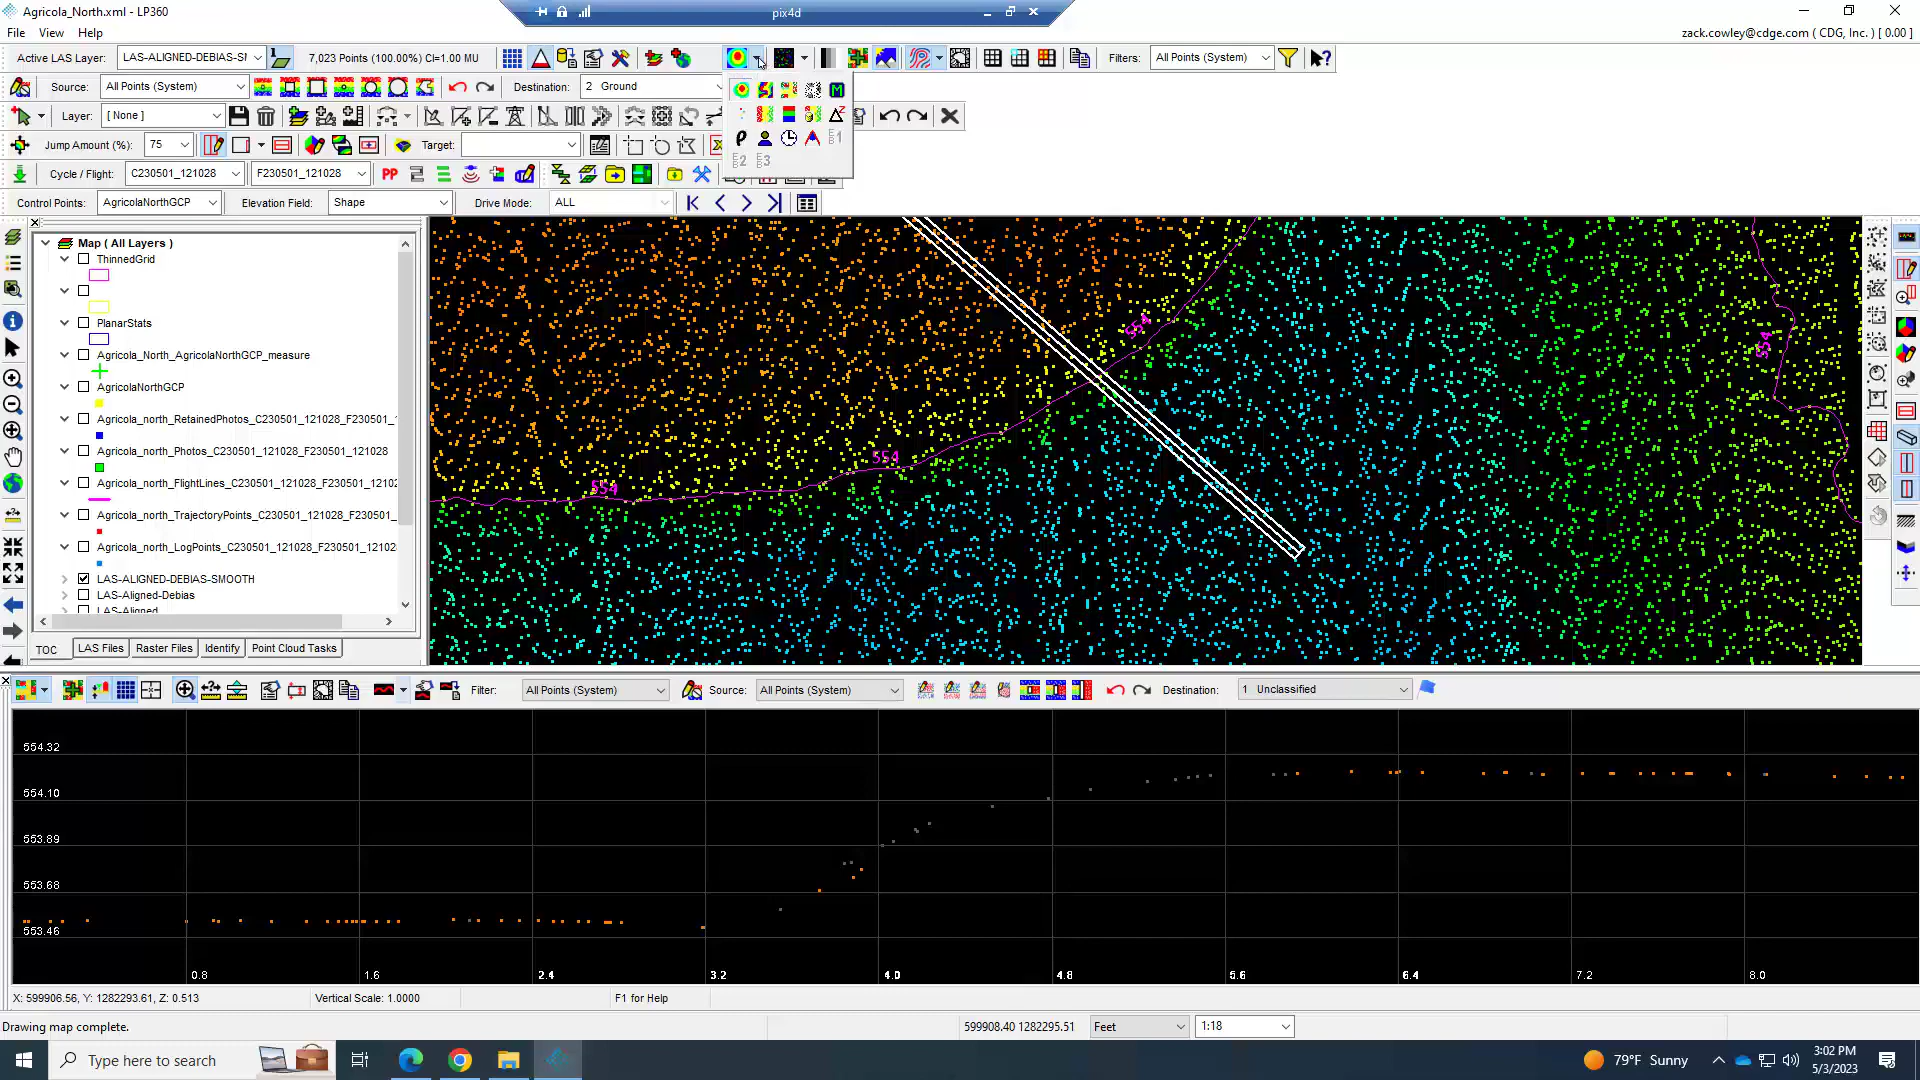 Agricola_North.xml - LP360
pix4d
File View Help
zack.cowley@cdge.com ( CDG, Inc. ) [ 0.00 ]
Active LAS Layer: LAS-ALIGNED-DEBIAS-SM 7,023 Points (100.00%) CI=1.00 MU Filters: All Points (System)
Source: All Points (System) Destination: 2 Ground
Layer: [ None ]
Jump Amount (%): 75 Target:
Cycle / Flight: C230501_121028 F230501_121028 PP
Control Points: AgricolaNorthGCP Elevation Field: Shape Drive Mode: ALL
Map ( All Layers )
ThinnedGrid
PlanarStats
Agricola_North_AgricolaNorthGCP_measure
AgricolaNorthGCP
Agricola_north_RetainedPhotos_C230501_121028_F230501_1
Agricola_north_Photos_C230501_121028_F230501_121028
Agricola_north_FlightLines_C230501_121028_F230501_12102
Agricola_north_TrajectoryPoints_C230501_121028_F230501_
Agricola_north_LogPoints_C230501_121028_F230501_12102
LAS-ALIGNED-DEBIAS-SMOOTH
LAS-Aligned-Debias
LAS-Aligned
TOC LAS Files Raster Files Identify Point Cloud Tasks
554
554
554
554
Filter: All Points (System) Source: All Points (System) Destination: 1 Unclassified
554.32
554.10
553.89
553.68
553.46
0.8 1.6 2.4 3.2 4.0 4.8 5.6 6.4 7.2 8.0
X: 599906.56, Y: 1282293.61, Z: 0.513 Vertical Scale: 1.0000 F1 for Help
Drawing map complete. 599908.40 1282295.51 Feet 1:18
Type here to search
79°F Sunny
3:02 PM
5/3/2023